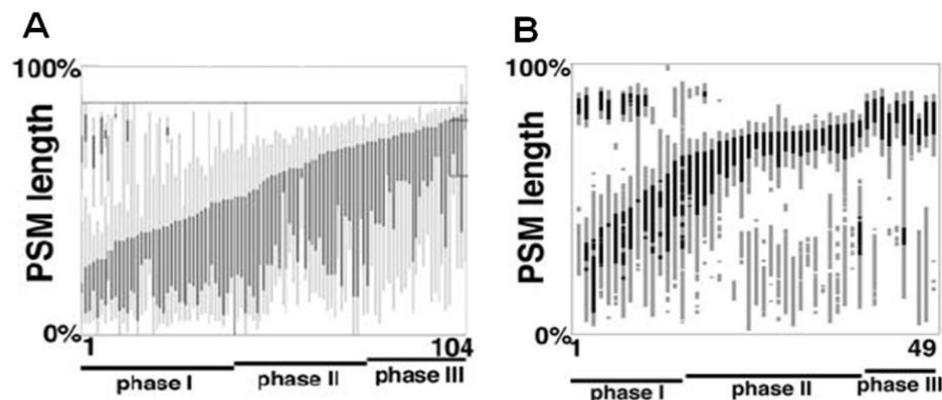 A
100%
PSM length
0%
1
104
phase I
phase II
phase III
B
100%
PSM length
0%
1
49
phase I
phase II
phase III